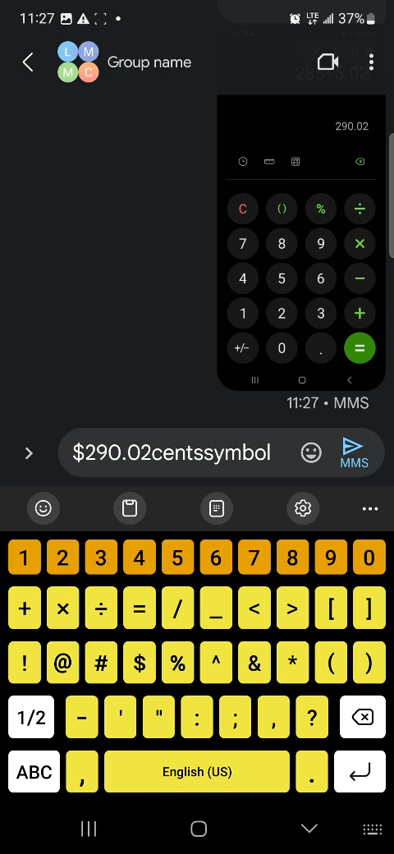 11:27 LTE 37%
L M
M C
Group name
290.02
C () % ÷
7 8 9 ×
4 5 6 −
1 2 3 +
+/− 0 . =
11:27 • MMS
$290.02centssymbol
MMS
1 2 3 4 5 6 7 8 9 0
+ × ÷ = / _ < > [ ]
! @ # $ % ^ & * ( )
1/2 - ' " : ; , ?
ABC , English (US) .